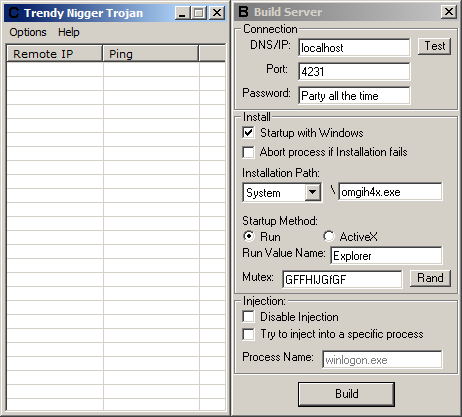 C Trendy Nigger Trojan
Options Help
Remote IP Ping
B Build Server
Connection
DNS/IP: localhost Test
Port: 4231
Password: Party all the time
Install
Startup with Windows
Abort process if Installation fails
Installation Path:
System \ omgih4x.exe
Startup Method:
Run ActiveX
Run Value Name: Explorer
Mutex: GFFHIJGfGF Rand
Injection:
Disable Injection
Try to inject into a specific process
Process Name: winlogon.exe
Build